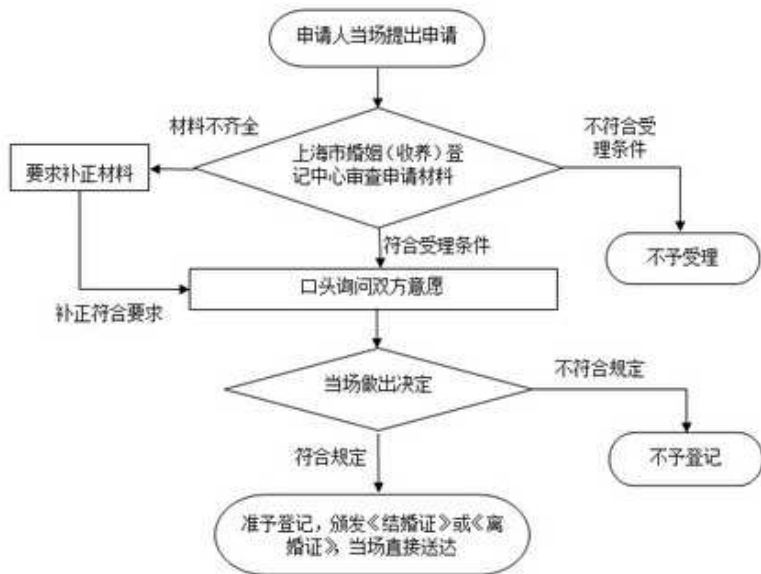 申请人当场提出申请
材料不齐全
不符合受
理条件
上海市婚姻（收养）登
记中心审查申请材料
要求补正材料
符合受理条件
不予受理
口头询问双方意愿
补正符合要求
当场做出决定
不符合规定
符合规定
不予登记
准予登记，颁发《结婚证》或《离
婚证》，当场直接送达